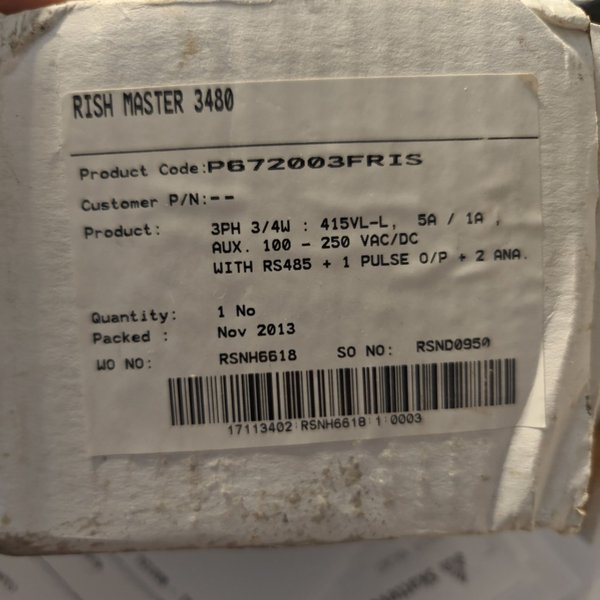 RISH MASTER 3480
Product Code:P672003FRIS
Customer P/N:--
Product: 3PH 3/4W : 415VL-L, 5A / 1A ,
AUX. 100 - 250 VAC/DC
WITH RS485 + 1 PULSE O/P + 2 ANA.
Quantity: 1 No
Packed : Nov 2013
WO NO: RSNH6618 SO NO: RSND0950
17113402:RSNH6618:1:0003